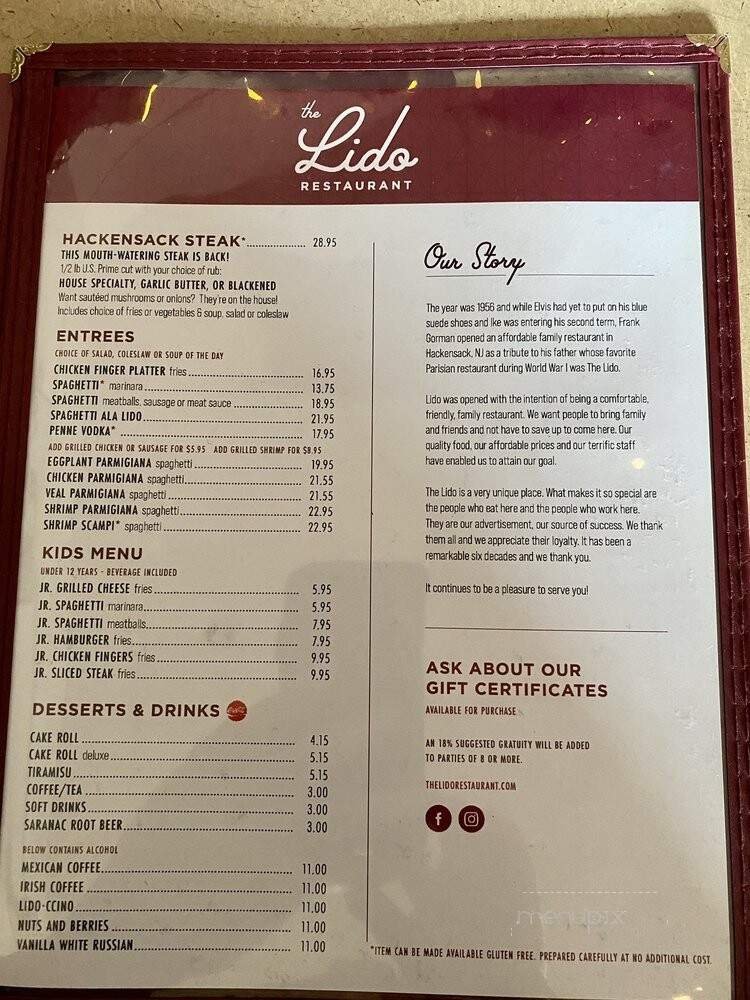 the
Lido
RESTAURANT
HACKENSACK STEAK*........................ 28.95
THIS MOUTH-WATERING STEAK IS BACK!
1/2 lb U.S. Prime cut with your choice of rub:
HOUSE SPECIALTY, GARLIC BUTTER, OR BLACKENED
Want sautéed mushrooms or onions? They're on the house!
Includes choice of fries or vegetables & soup, salad or coleslaw
ENTREES
CHOICE OF SALAD, COLESLAW OR SOUP OF THE DAY
CHICKEN FINGER PLATTER fries........................ 16.95
SPAGHETTI* marinara........................ 13.75
SPAGHETTI meatballs, sausage or meat sauce........................ 18.95
SPAGHETTI ALA LIDO........................ 21.95
PENNE VODKA*........................ 17.95
ADD GRILLED CHICKEN OR SAUSAGE FOR $5.95 ADD GRILLED SHRIMP FOR $8.95
EGGPLANT PARMIGIANA spaghetti........................ 19.95
CHICKEN PARMIGIANA spaghetti........................ 21.55
VEAL PARMIGIANA spaghetti........................ 21.55
SHRIMP PARMIGIANA spaghetti........................ 22.95
SHRIMP SCAMPI* spaghetti........................ 22.95
KIDS MENU
UNDER 12 YEARS - BEVERAGE INCLUDED
JR. GRILLED CHEESE fries........................ 5.95
JR. SPAGHETTI marinara........................ 5.95
JR. SPAGHETTI meatballs........................ 7.95
JR. HAMBURGER fries........................ 7.95
JR. CHICKEN FINGERS fries........................ 9.95
JR. SLICED STEAK fries........................ 9.95
DESSERTS & DRINKS
CAKE ROLL........................ 4.15
CAKE ROLL deluxe........................ 5.15
TIRAMISU........................ 5.15
COFFEE/TEA........................ 3.00
SOFT DRINKS........................ 3.00
SARANAC ROOT BEER........................ 3.00
BELOW CONTAINS ALCOHOL
MEXICAN COFFEE........................ 11.00
IRISH COFFEE........................ 11.00
LIDO-CCINO........................ 11.00
NUTS AND BERRIES........................ 11.00
VANILLA WHITE RUSSIAN........................ 11.00
Our Story
The year was 1956 and while Elvis had yet to put on his blue
suede shoes and Ike was entering his second term, Frank
Gorman opened an affordable family restaurant in
Hackensack, NJ as a tribute to his father whose favorite
Parisian restaurant during World War I was The Lido.
Lido was opened with the intention of being a comfortable,
friendly, family restaurant. We want people to bring family
and friends and not have to save up to come here. Our
quality food, our affordable prices and our terrific staff
have enabled us to attain our goal.
The Lido is a very unique place. What makes it so special are
the people who eat here and the people who work here.
They are our advertisement, our source of success. We thank
them all and we appreciate their loyalty. It has been a
remarkable six decades and we thank you.
It continues to be a pleasure to serve you!
ASK ABOUT OUR
GIFT CERTIFICATES
AVAILABLE FOR PURCHASE
AN 18% SUGGESTED GRATUITY WILL BE ADDED
TO PARTIES OF 8 OR MORE.
THELIDORESTAURANT.COM
menupix
*ITEM CAN BE MADE AVAILABLE GLUTEN FREE. PREPARED CAREFULLY AT NO ADDITIONAL COST.